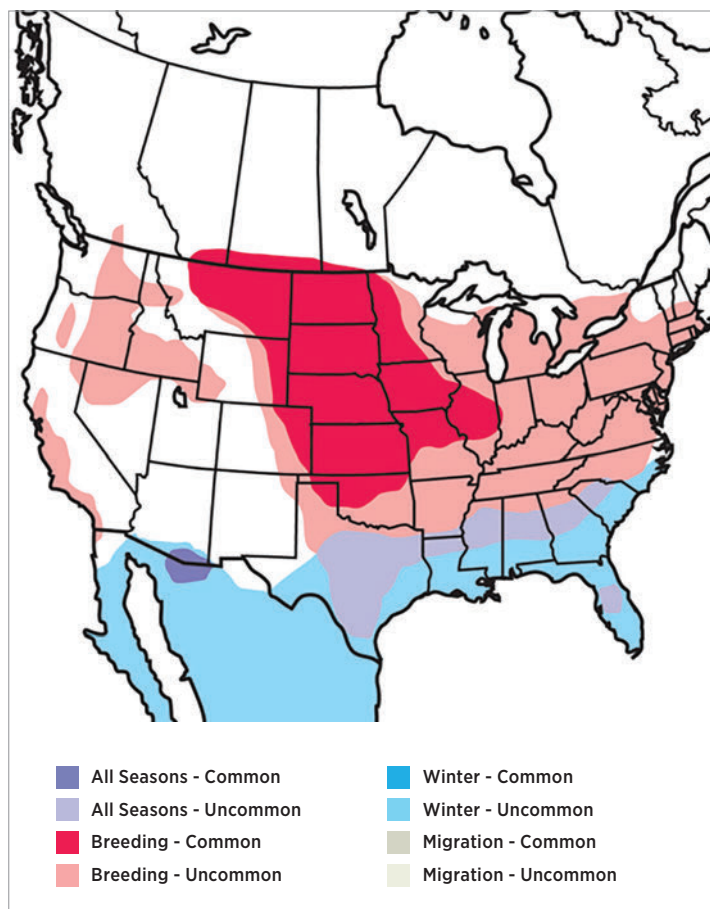 All Seasons - Common
All Seasons - Uncommon
Breeding - Common
Breeding - Uncommon
Winter - Common
Winter - Uncommon
Migration - Common
Migration - Uncommon